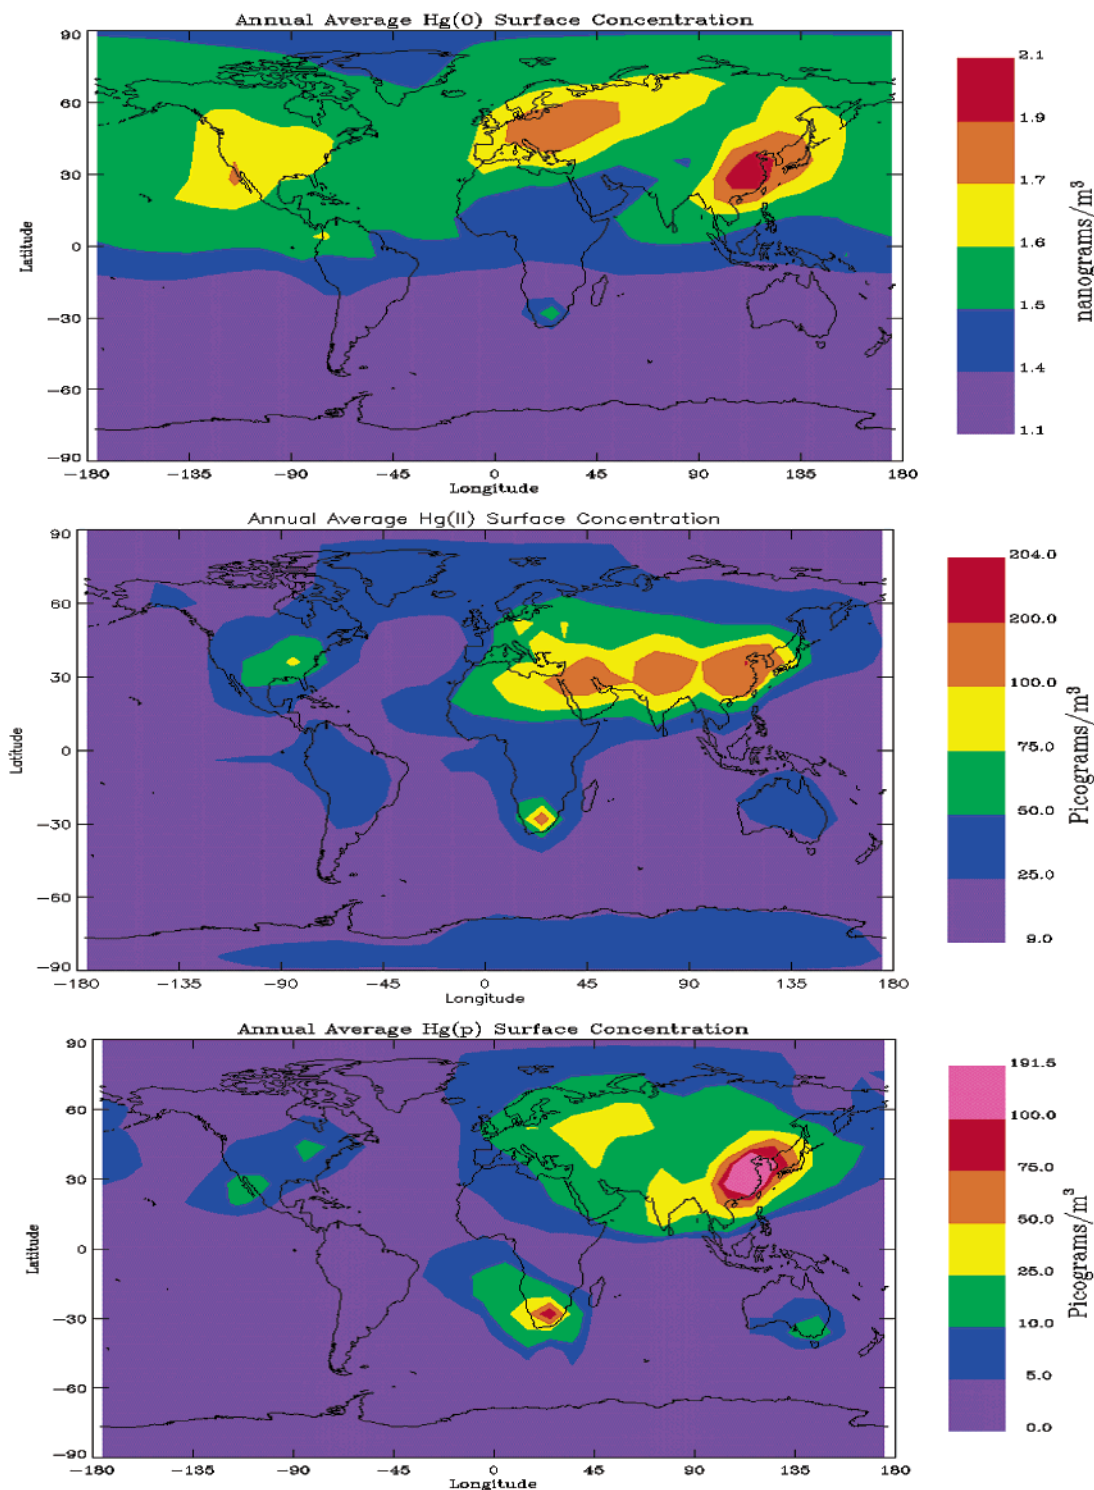 Annual Average Hg(0) Surface Concentration
90
60
30
0
−30
−60
−90
Latitude
−180 −135 −90 −45 0 45 90 135 180
Longitude
2.1
1.9
1.7
1.6
1.5
1.4
1.1
nanograms/m³
Annual Average Hg(II) Surface Concentration
90
60
30
0
−30
−60
−90
Latitude
−180 −135 −90 −45 0 45 90 135 180
Longitude
204.0
200.0
100.0
75.0
50.0
25.0
9.0
Picograms/m³
Annual Average Hg(p) Surface Concentration
90
60
30
0
−30
−60
−90
Latitude
−180 −135 −90 −45 0 45 90 135 180
Longitude
191.5
100.0
75.0
50.0
25.0
10.0
5.0
0.0
Picograms/m³